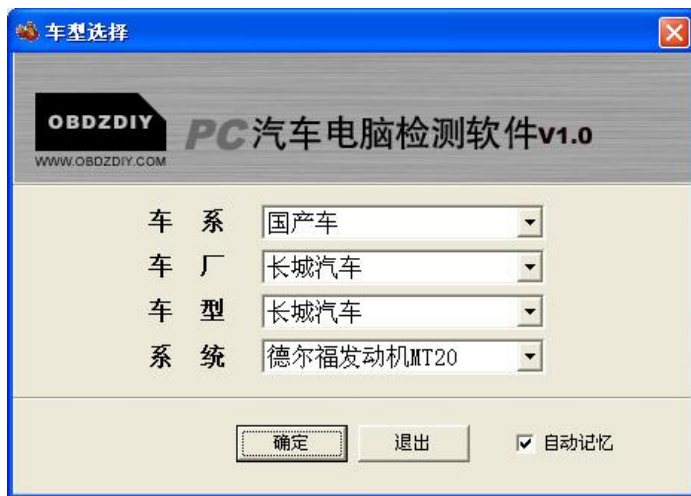 车型选择
OBDZDIY
WWW.OBDZDIY.COM
PC汽车电脑检测软件V1.0
车 系 国产车
车 厂 长城汽车
车 型 长城汽车
系 统 德尔福发动机MT20
确定 退出 自动记忆